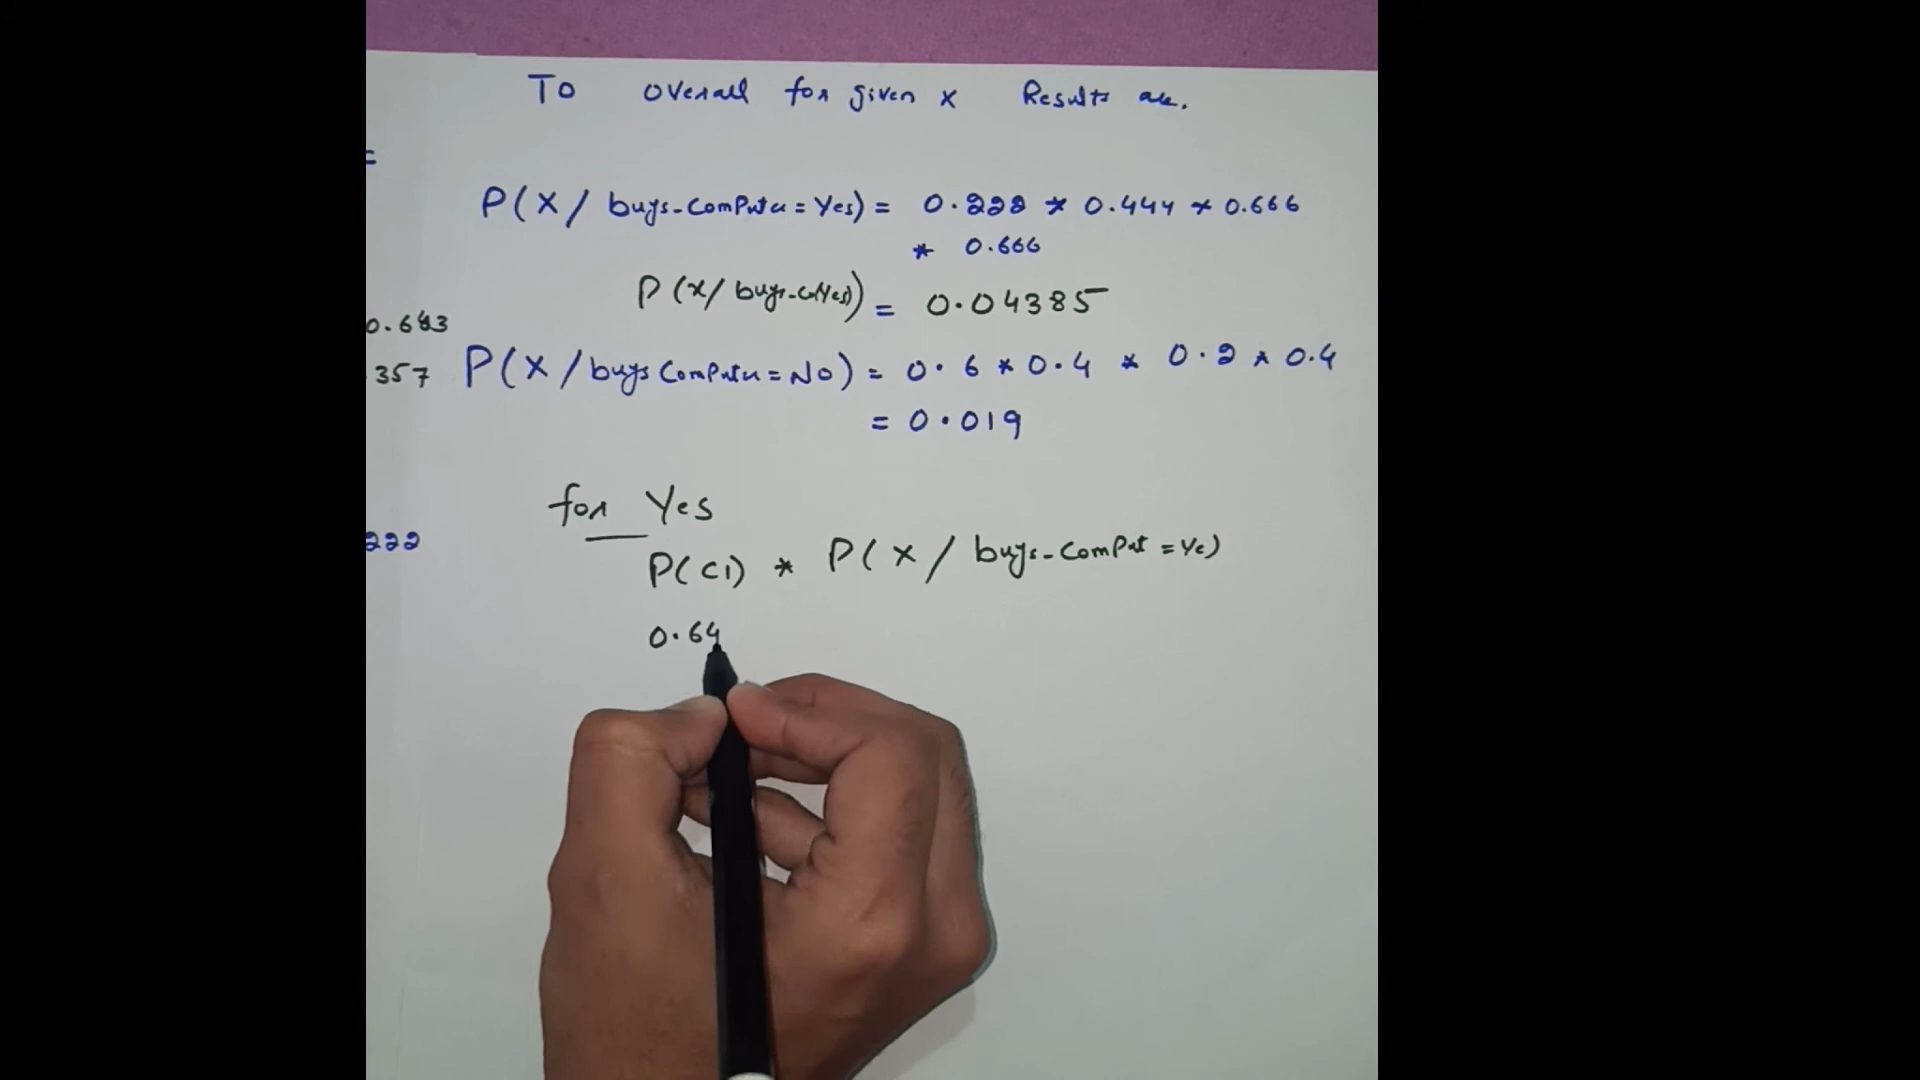 To overall for given x Results are.
=
P(X/ buys-computer = Yes) = 0.222 * 0.444 * 0.666
* 0.666
P(x/ buys-co(Yes)) = 0.04385
0.643
357
P(X/buys computer = No) = 0.6 * 0.4 * 0.2 * 0.4
= 0.019
for Yes
222
P(C1) * P(X/ buys-comput = Ye)
0.64